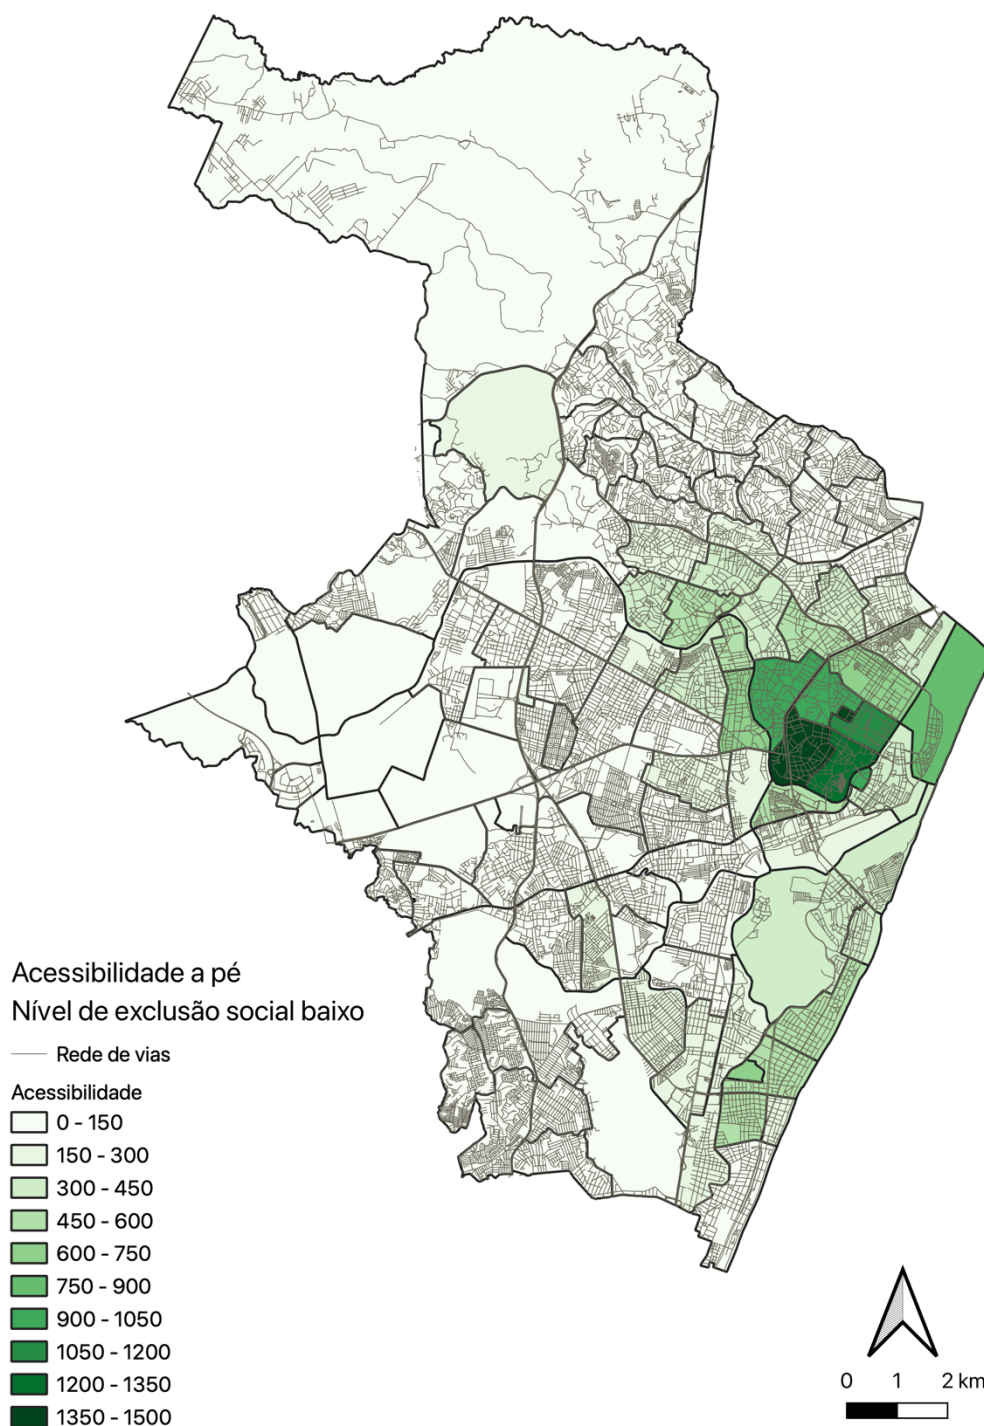 Acessibilidade a pé
Nível de exclusão social baixo
Rede de vias
Acessibilidade
0 - 150
150 - 300
300 - 450
450 - 600
600 - 750
750 - 900
900 - 1050
1050 - 1200
1200 - 1350
1350 - 1500
0 1 2 km